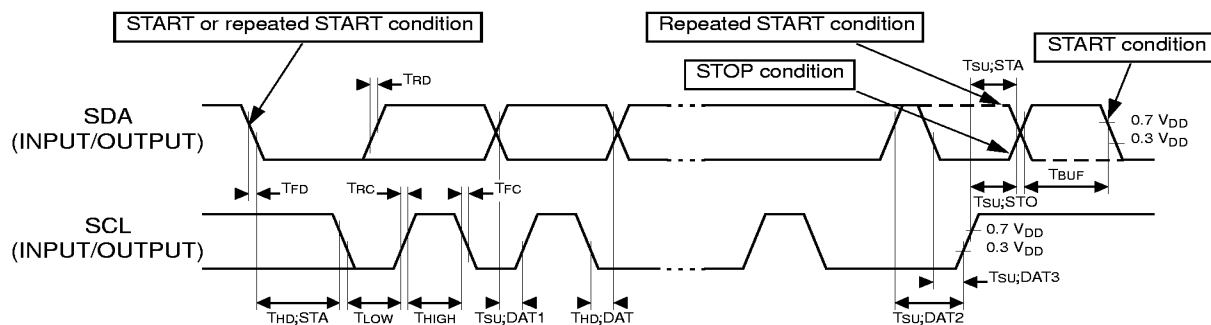 START or repeated START condition
Repeated START condition
START condition
STOP condition
TSU;STA
TRD
SDA
(INPUT/OUTPUT)
0.7 VDD
0.3 VDD
TFD
TRC
TFC
TBUF
TSU;STO
SCL
(INPUT/OUTPUT)
0.7 VDD
0.3 VDD
TSU;DAT3
THD;STA
TLOW
THIGH
TSU;DAT1
THD;DAT
TSU;DAT2